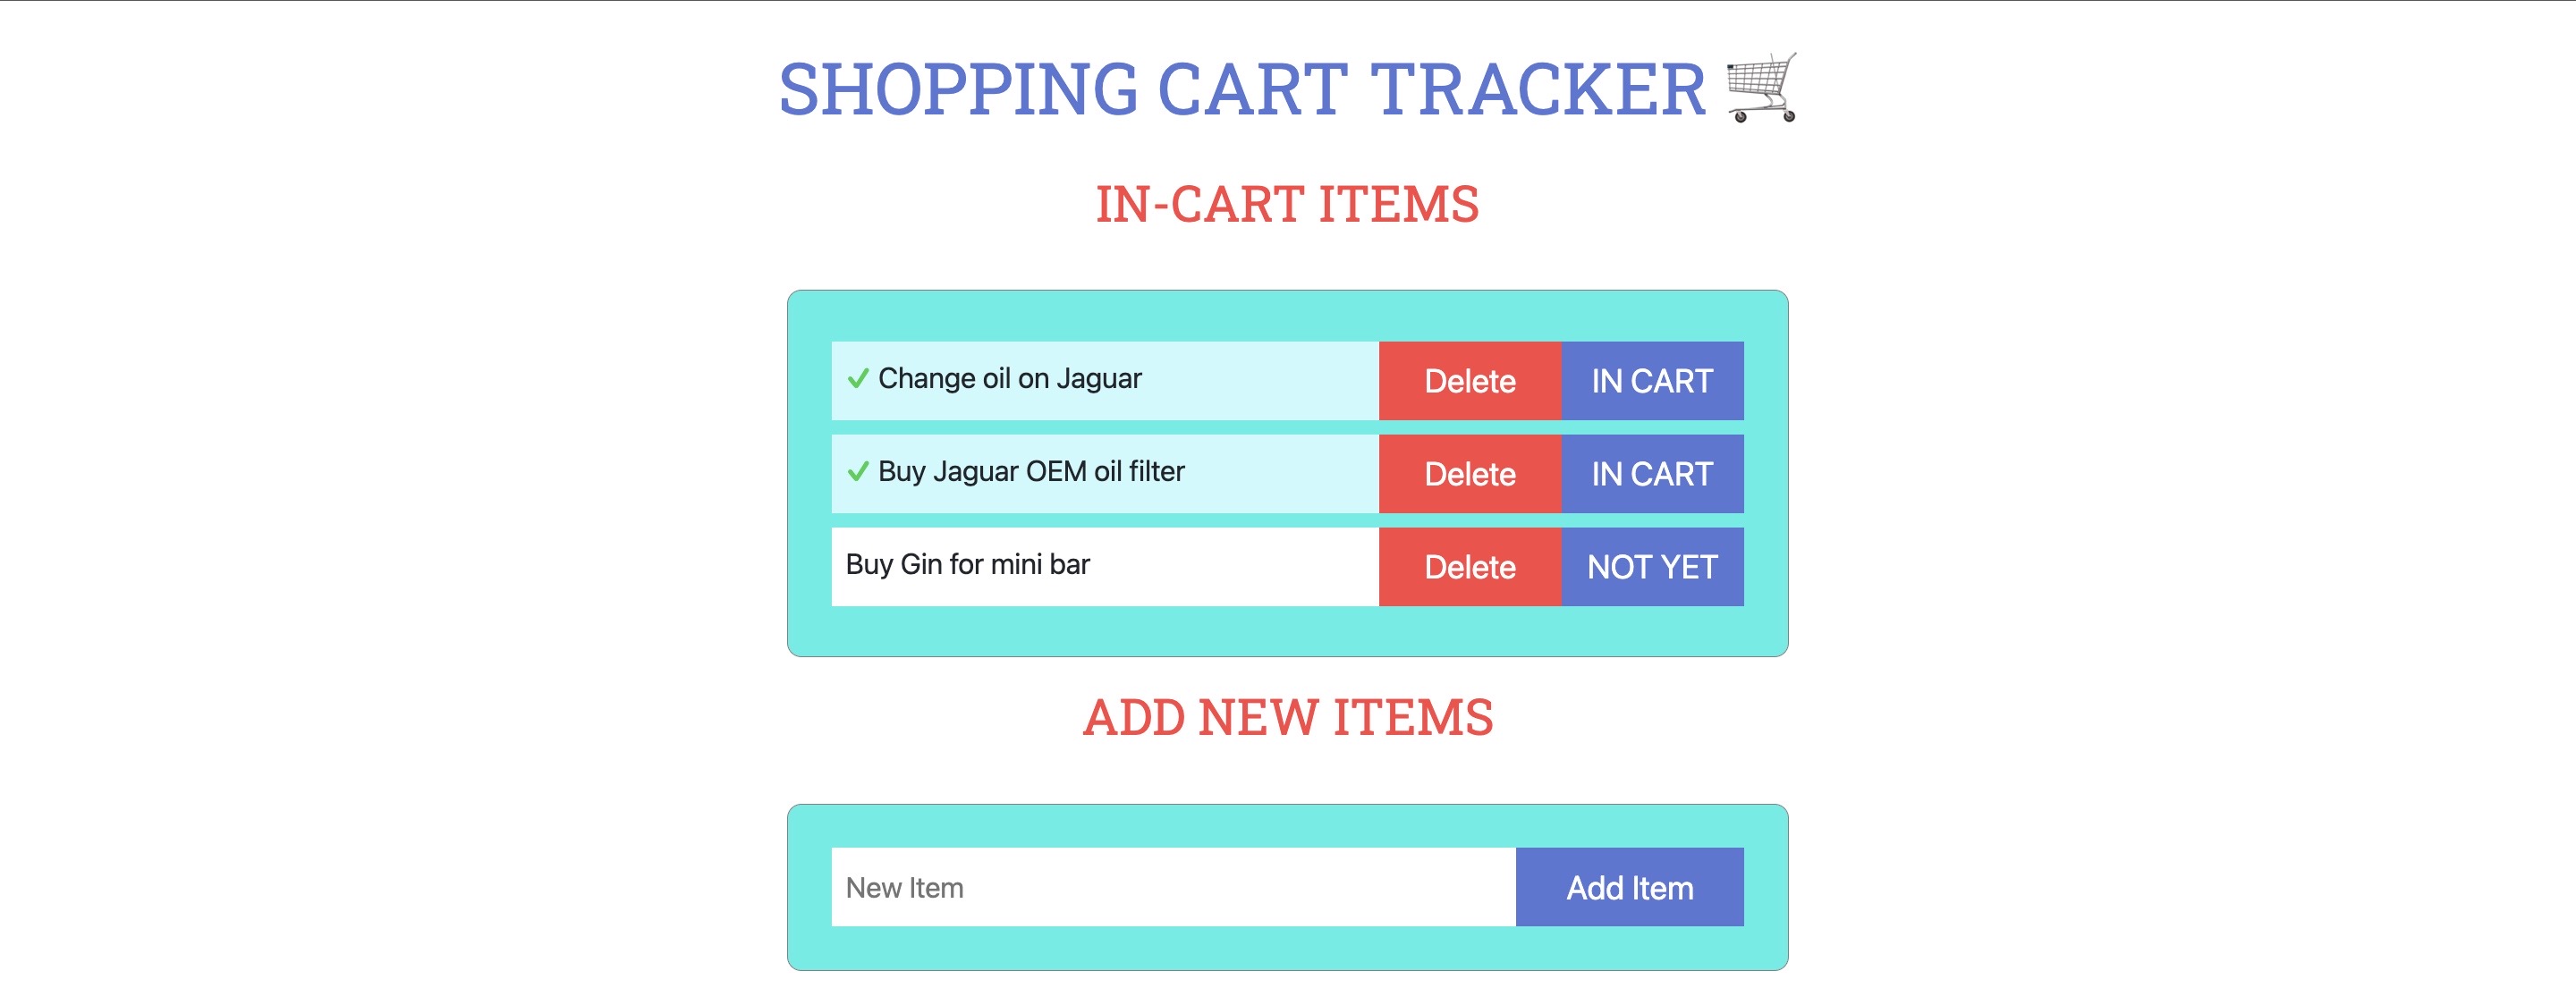 SHOPPING CART TRACKER
IN-CART ITEMS
Change oil on Jaguar Delete IN CART
Buy Jaguar OEM oil filter Delete IN CART
Buy Gin for mini bar Delete NOT YET
ADD NEW ITEMS
New Item Add Item